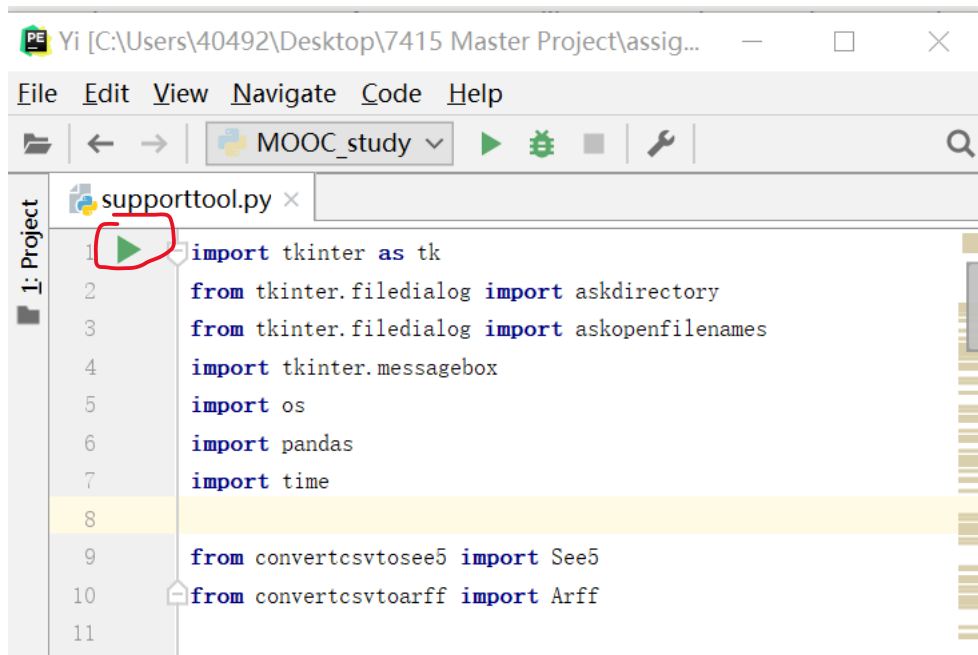 PE Yi [C:\Users\40492\Desktop\7415 Master Project\assig...
File Edit View Navigate Code Help
MOOC_study
supporttool.py
1: Project
1 import tkinter as tk
2 from tkinter.filedialog import askdirectory
3 from tkinter.filedialog import askopenfilenames
4 import tkinter.messagebox
5 import os
6 import pandas
7 import time
8
9 from convertcsvtosee5 import See5
10 from convertcsvtoarff import Arff
11